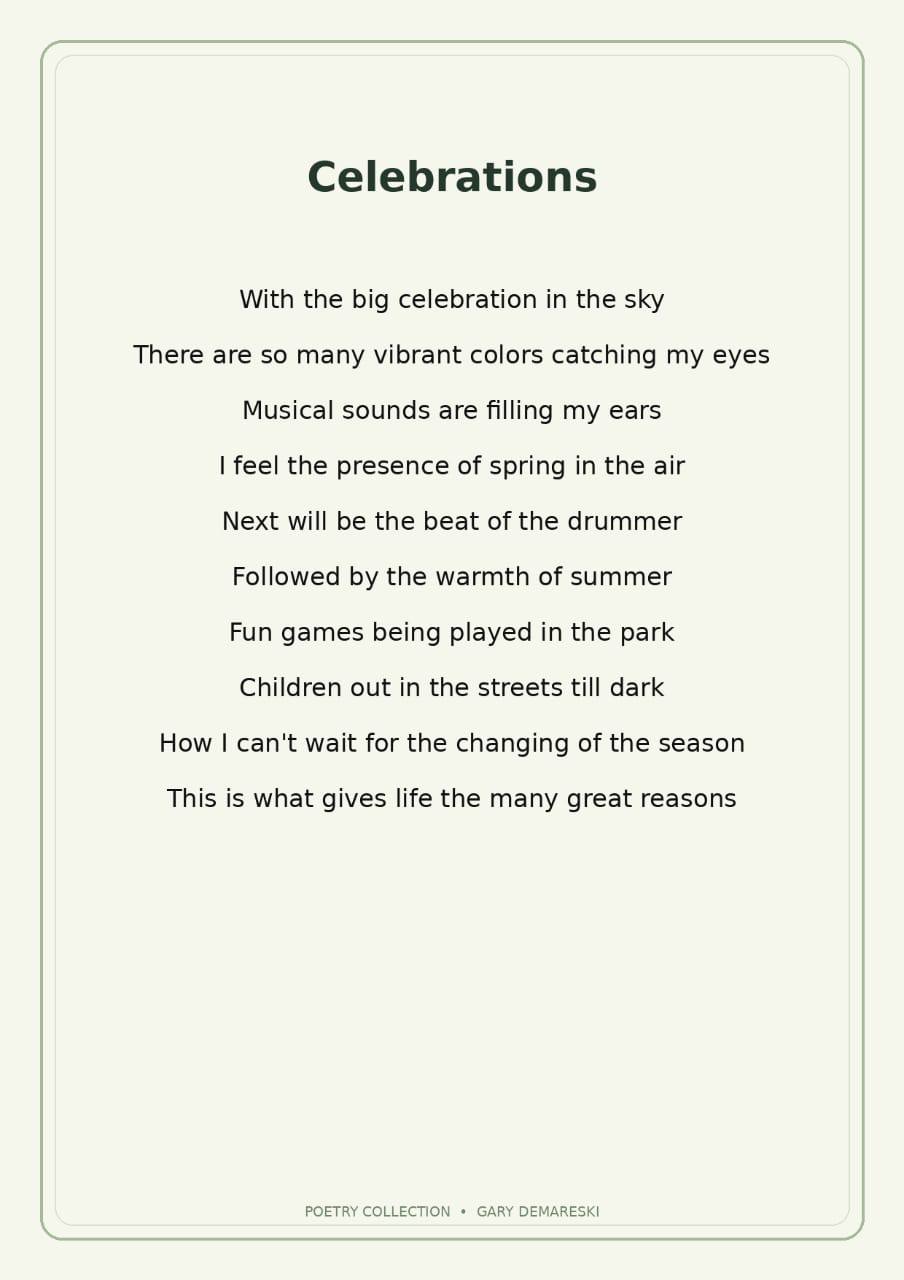 Celebrations
With the big celebration in the sky
There are so many vibrant colors catching my eyes
Musical sounds are filling my ears
I feel the presence of spring in the air
Next will be the beat of the drummer
Followed by the warmth of summer
Fun games being played in the park
Children out in the streets till dark
How I can't wait for the changing of the season
This is what gives life the many great reasons
POETRY COLLECTION • GARY DEMARESKI